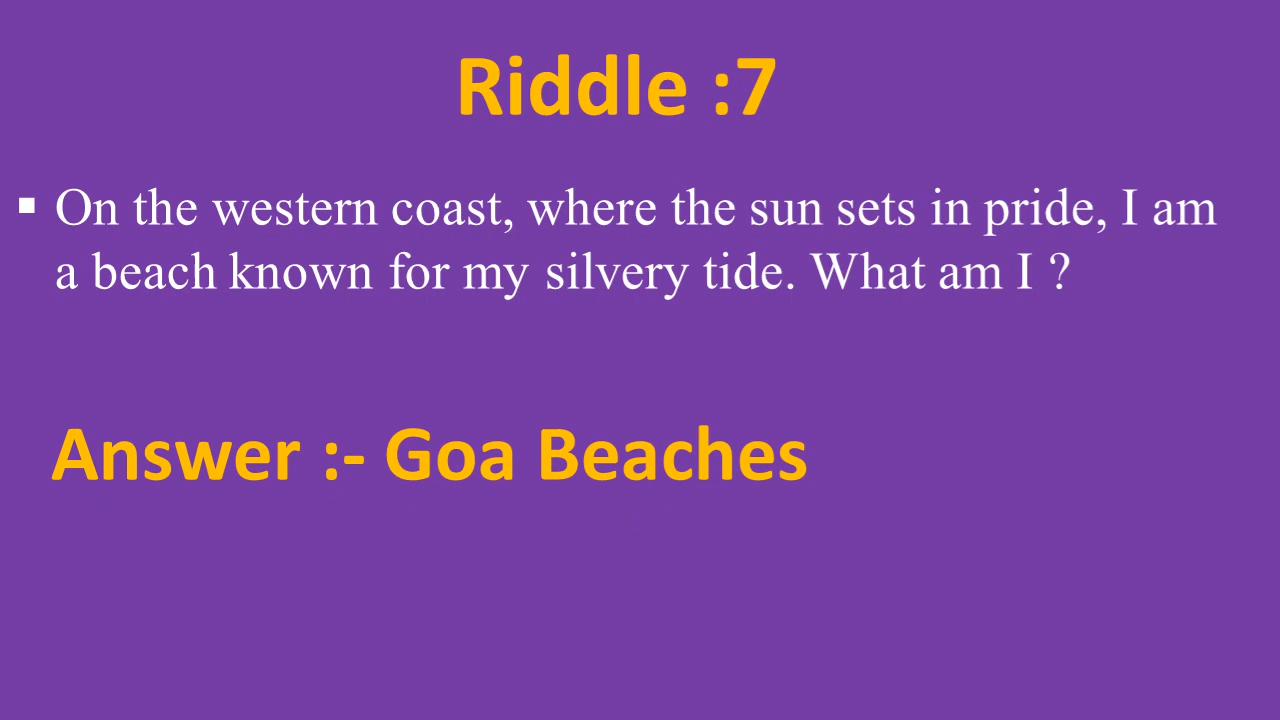 Riddle :7
▪ On the western coast, where the sun sets in pride, I am
a beach known for my silvery tide. What am I ?
Answer :- Goa Beaches